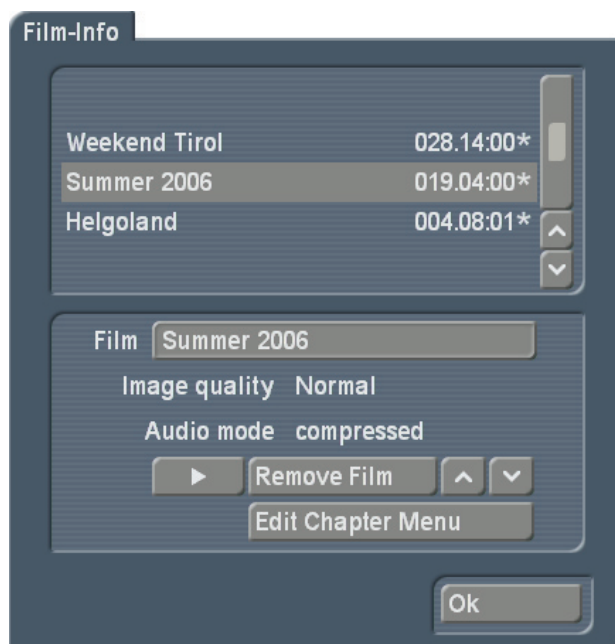 Film-Info
Weekend Tirol 028.14:00*
Summer 2006 019.04:00*
Helgoland 004.08:01*
Film Summer 2006
Image quality Normal
Audio mode compressed
Remove Film
Edit Chapter Menu
Ok